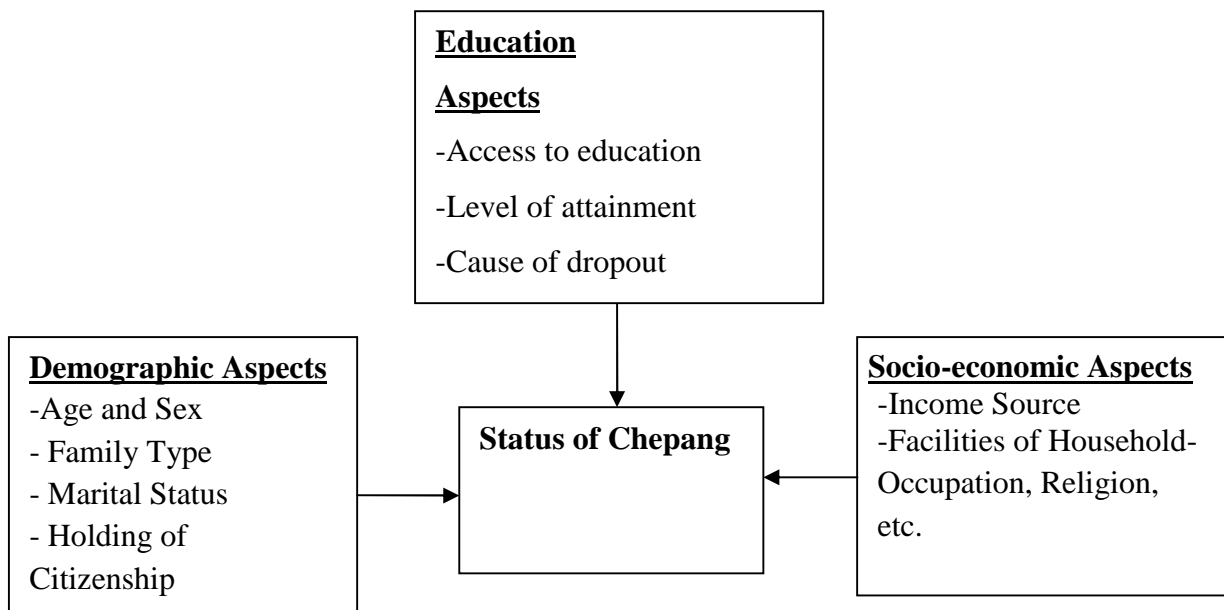 Education
Aspects
-Access to education
-Level of attainment
-Cause of dropout
Demographic Aspects
-Age and Sex
- Family Type
- Marital Status
- Holding of
Citizenship
Status of Chepang
Socio-economic Aspects
-Income Source
-Facilities of Household-
Occupation, Religion,
etc.